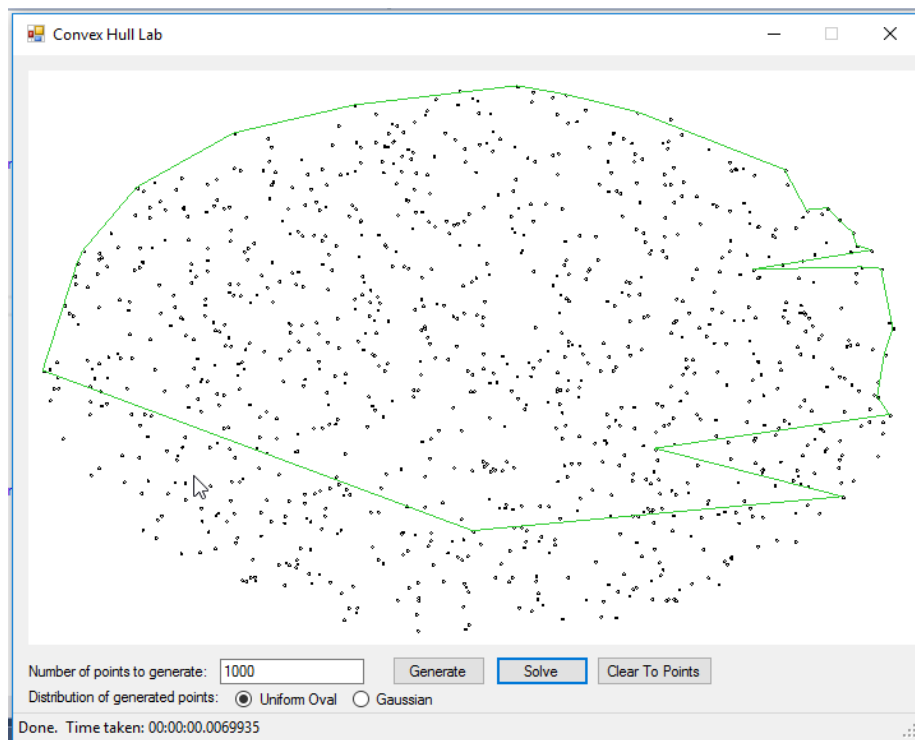 Convex Hull Lab
Number of points to generate: 1000 Generate Solve Clear To Points
Distribution of generated points: Uniform Oval Gaussian
Done. Time taken: 00:00:00.0069935